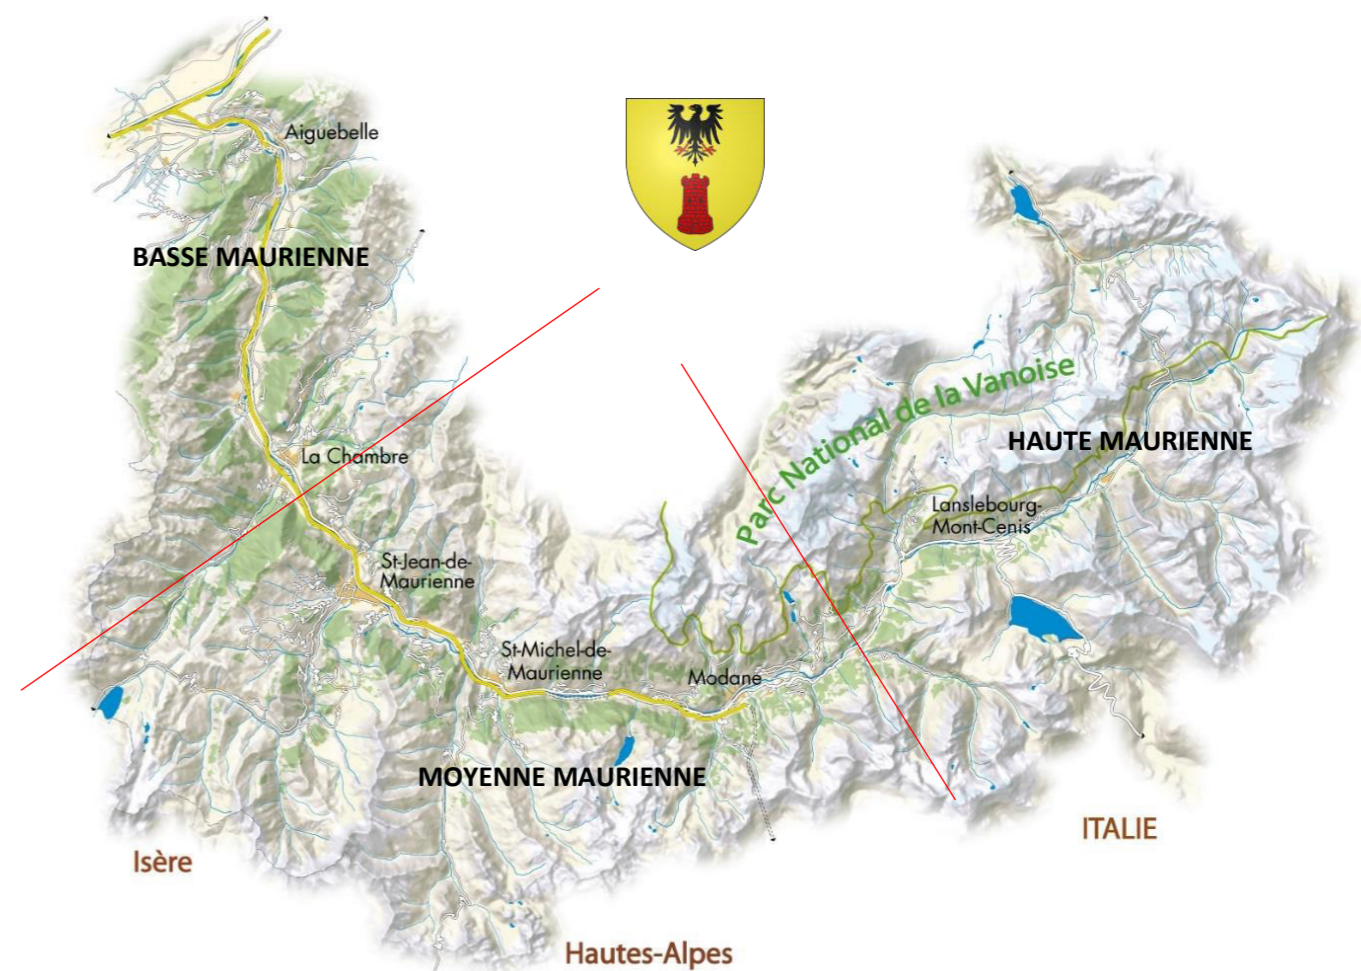 Aiguebelle
BASSE MAURIENNE
La Chambre
St-Jean-de-
Maurienne
St-Michel-de-
Maurienne
Modane
MOYENNE MAURIENNE
Parc National de la Vanoise
HAUTE MAURIENNE
Lanslebourg-
Mont-Cenis
ITALIE
Isère
Hautes-Alpes